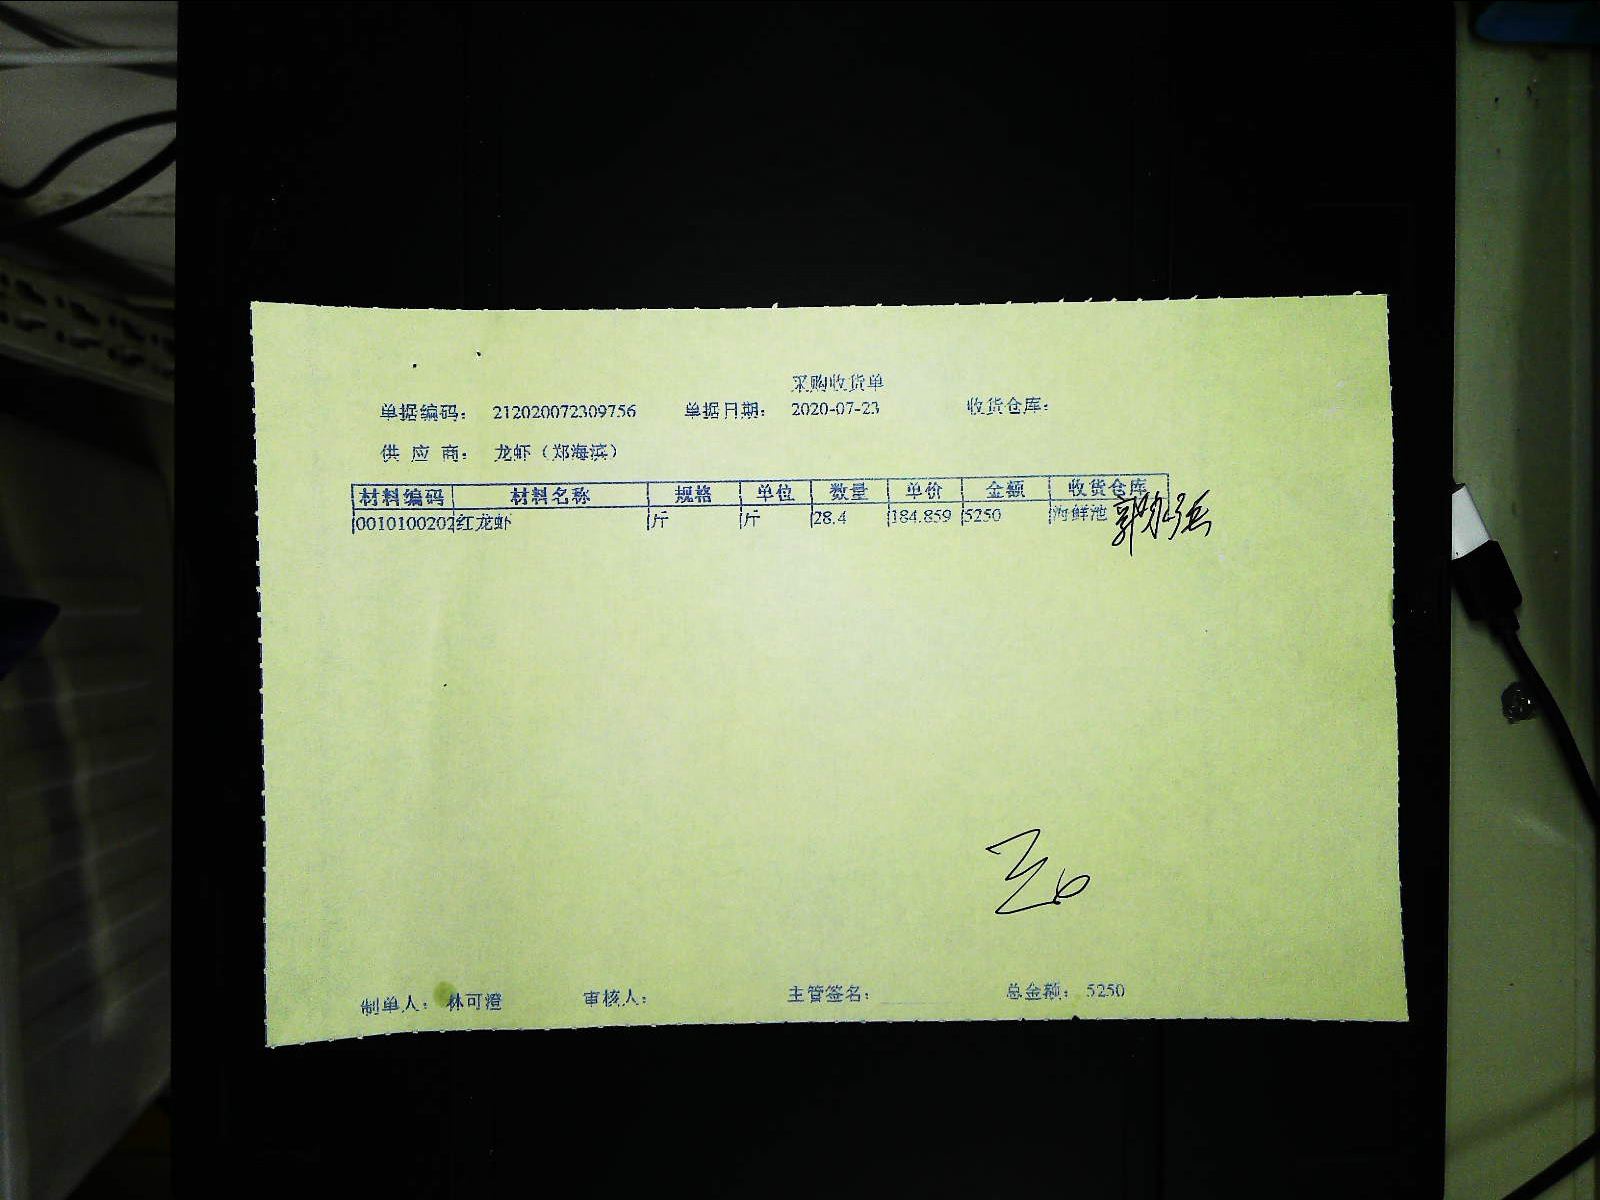 采购收货单
单据编码： 212020072309756 单据日期： 2020-07-23 收货仓库：
供 应 商： 龙虾（郑海滨）
材料编码 材料名称 规格 单位 数量 单价 金额 收货仓库
0010100202 红龙虾 斤 斤 28.4 184.859 5250 海鲜池
制单人： 林可澄 审核人： 主管签名： 总金额： 5250